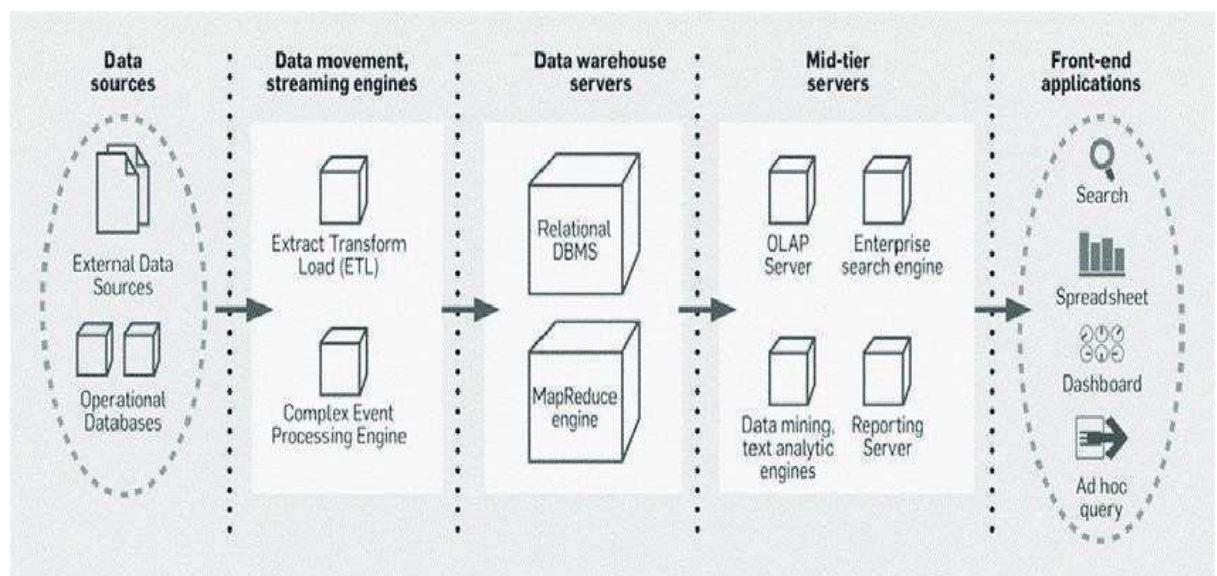 Data
sources
Data movement,
streaming engines
Data warehouse
servers
Mid-tier
servers
Front-end
applications
External Data
Sources
Operational
Databases
Extract Transform
Load (ETL)
Complex Event
Processing Engine
Relational
DBMS
MapReduce
engine
OLAP
Server
Enterprise
search engine
Data mining,
text analytic
engines
Reporting
Server
Search
Spreadsheet
Dashboard
Ad hoc
query